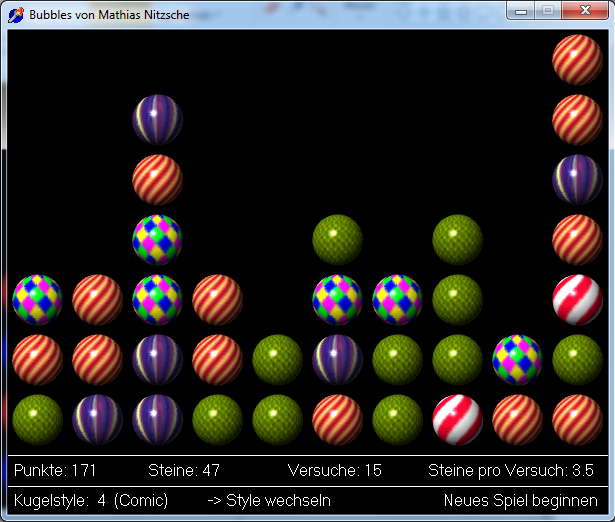 Bubbles von Mathias Nitzsche
Punkte: 171 Steine: 47 Versuche: 15 Steine pro Versuch: 3.5
Kugelstyle: 4 (Comic) -> Style wechseln Neues Spiel beginnen